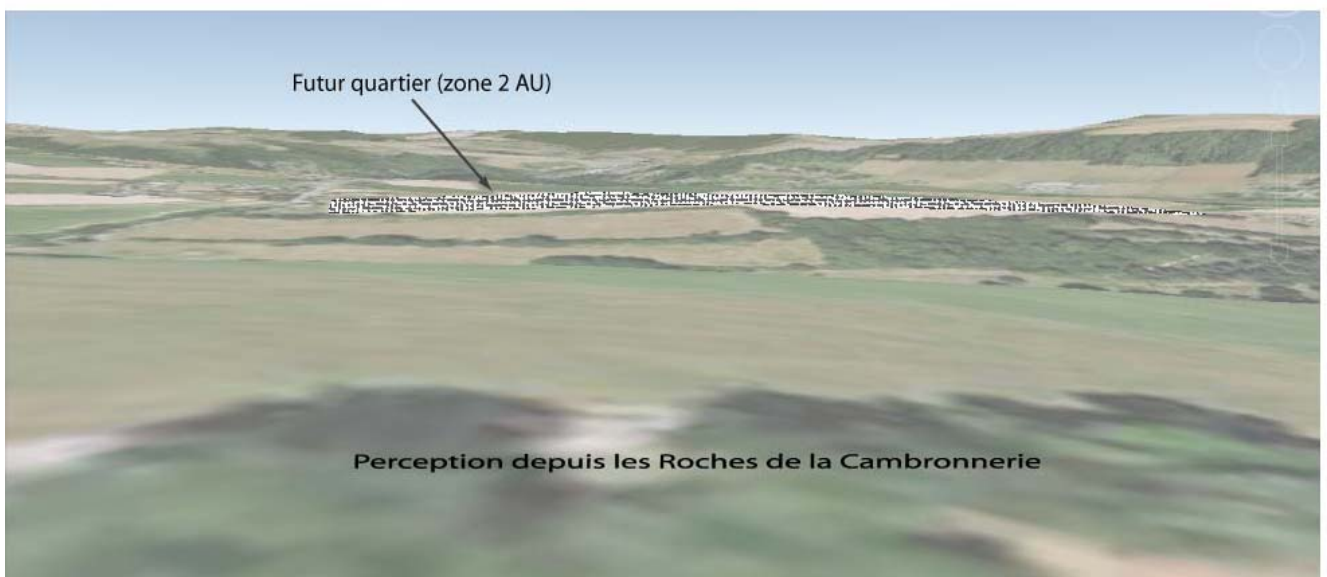 Futur quartier (zone 2 AU)
Perception depuis les Roches de la Cambronnerie